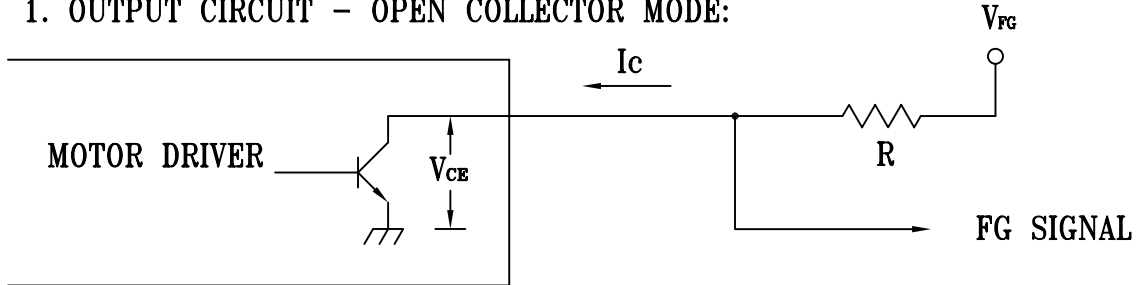 1. OUTPUT CIRCUIT - OPEN COLLECTOR MODE:
VFG
Ic
MOTOR DRIVER
VCE
R
FG SIGNAL